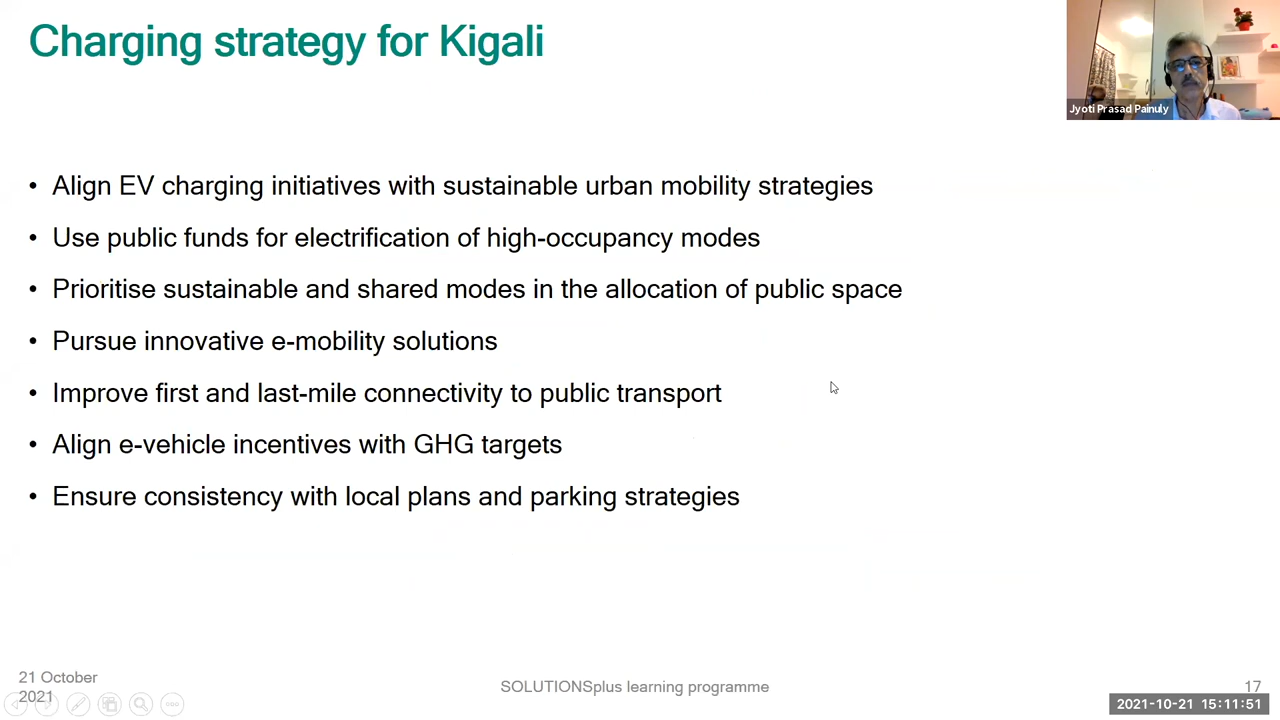 Charging strategy for Kigali
Jyoti Prasad Painuly
• Align EV charging initiatives with sustainable urban mobility strategies
• Use public funds for electrification of high-occupancy modes
• Prioritise sustainable and shared modes in the allocation of public space
• Pursue innovative e-mobility solutions
• Improve first and last-mile connectivity to public transport
• Align e-vehicle incentives with GHG targets
• Ensure consistency with local plans and parking strategies
21 October
2021
SOLUTIONSplus learning programme
17
2021-10-21 15:11:51